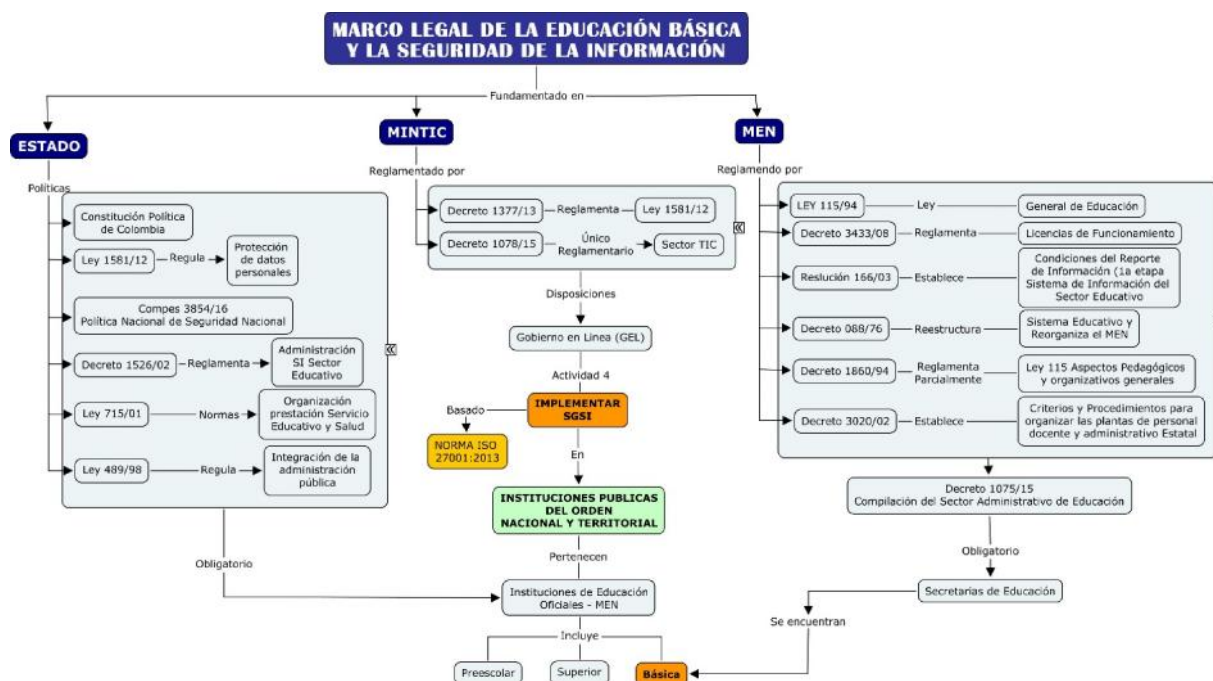 MARCO LEGAL DE LA EDUCACIÓN BÁSICA
Y LA SEGURIDAD DE LA INFORMACIÓN
Fundamentado en
ESTADO
MINTIC
MEN
Políticas
Constitución Política
de Colombia
Ley 1581/12
Regula
Protección
de datos
personales
Compes 3854/16
Política Nacional de Seguridad Nacional
Decreto 1526/02
Reglamenta
Administración
SI Sector
Educativo
Ley 715/01
Normas
Organización
prestación Servicio
Educativo y Salud
Ley 489/98
Regula
Integración de la
administración
pública
Obligatorio
Reglamentado por
Decreto 1377/13
Reglamenta
Ley 1581/12
Decreto 1078/15
Único
Reglamentario
Sector TIC
Disposiciones
Gobierno en Linea (GEL)
Actividad 4
IMPLEMENTAR
SGSI
Basado
NORMA ISO
27001:2013
En
INSTITUCIONES PUBLICAS
DEL ORDEN
NACIONAL Y TERRITORIAL
Pertenecen
Instituciones de Educación
Oficiales - MEN
Incluye
Preescolar
Superior
Básica
Reglamendo por
LEY 115/94
Ley
General de Educación
Decreto 3433/08
Reglamenta
Licencias de Funcionamiento
Reslución 166/03
Establece
Condiciones del Reporte
de Información (1a etapa
Sistema de Información del
Sector Educativo
Decreto 088/76
Reestructura
Sistema Educativo y
Reorganiza el MEN
Decreto 1860/94
Reglamenta
Parcialmente
Ley 115 Aspectos Pedagógicos
y organizativos generales
Decreto 3020/02
Establece
Criterios y Procedimientos para
organizar las plantas de personal
docente y administrativo Estatal
Decreto 1075/15
Compilación del Sector Administrativo de Educación
Obligatorio
Secretarias de Educación
Se encuentran